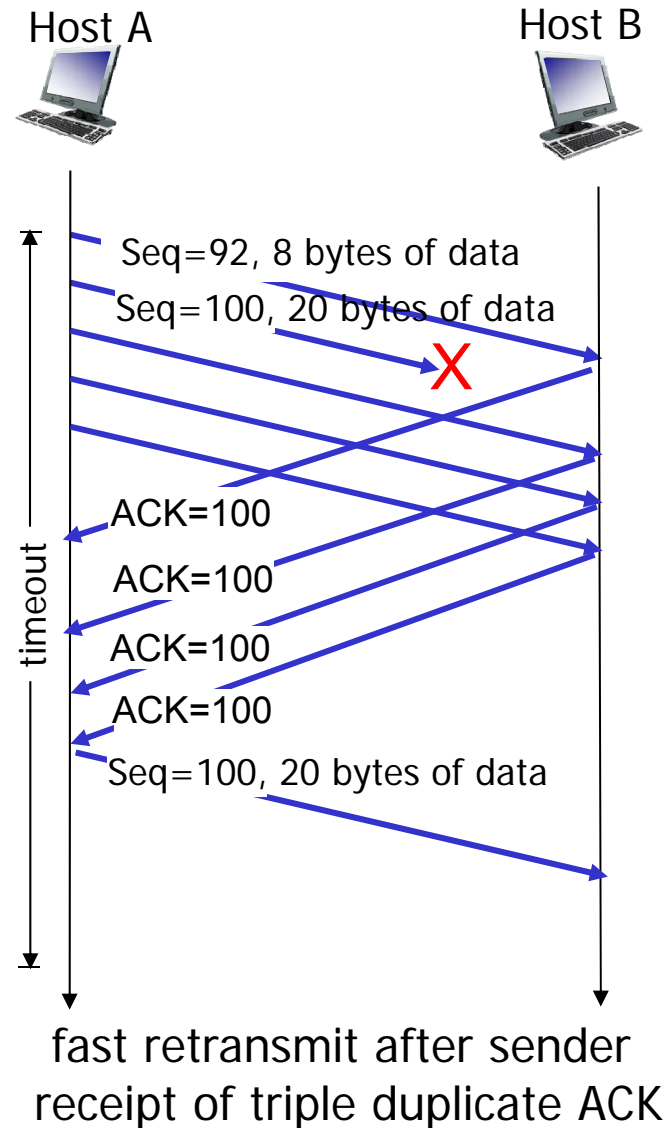 Host A
Host B
Seq=92, 8 bytes of data
Seq=100, 20 bytes of data
X
ACK=100
timeout
ACK=100
ACK=100
ACK=100
Seq=100, 20 bytes of data
fast retransmit after sender
receipt of triple duplicate ACK